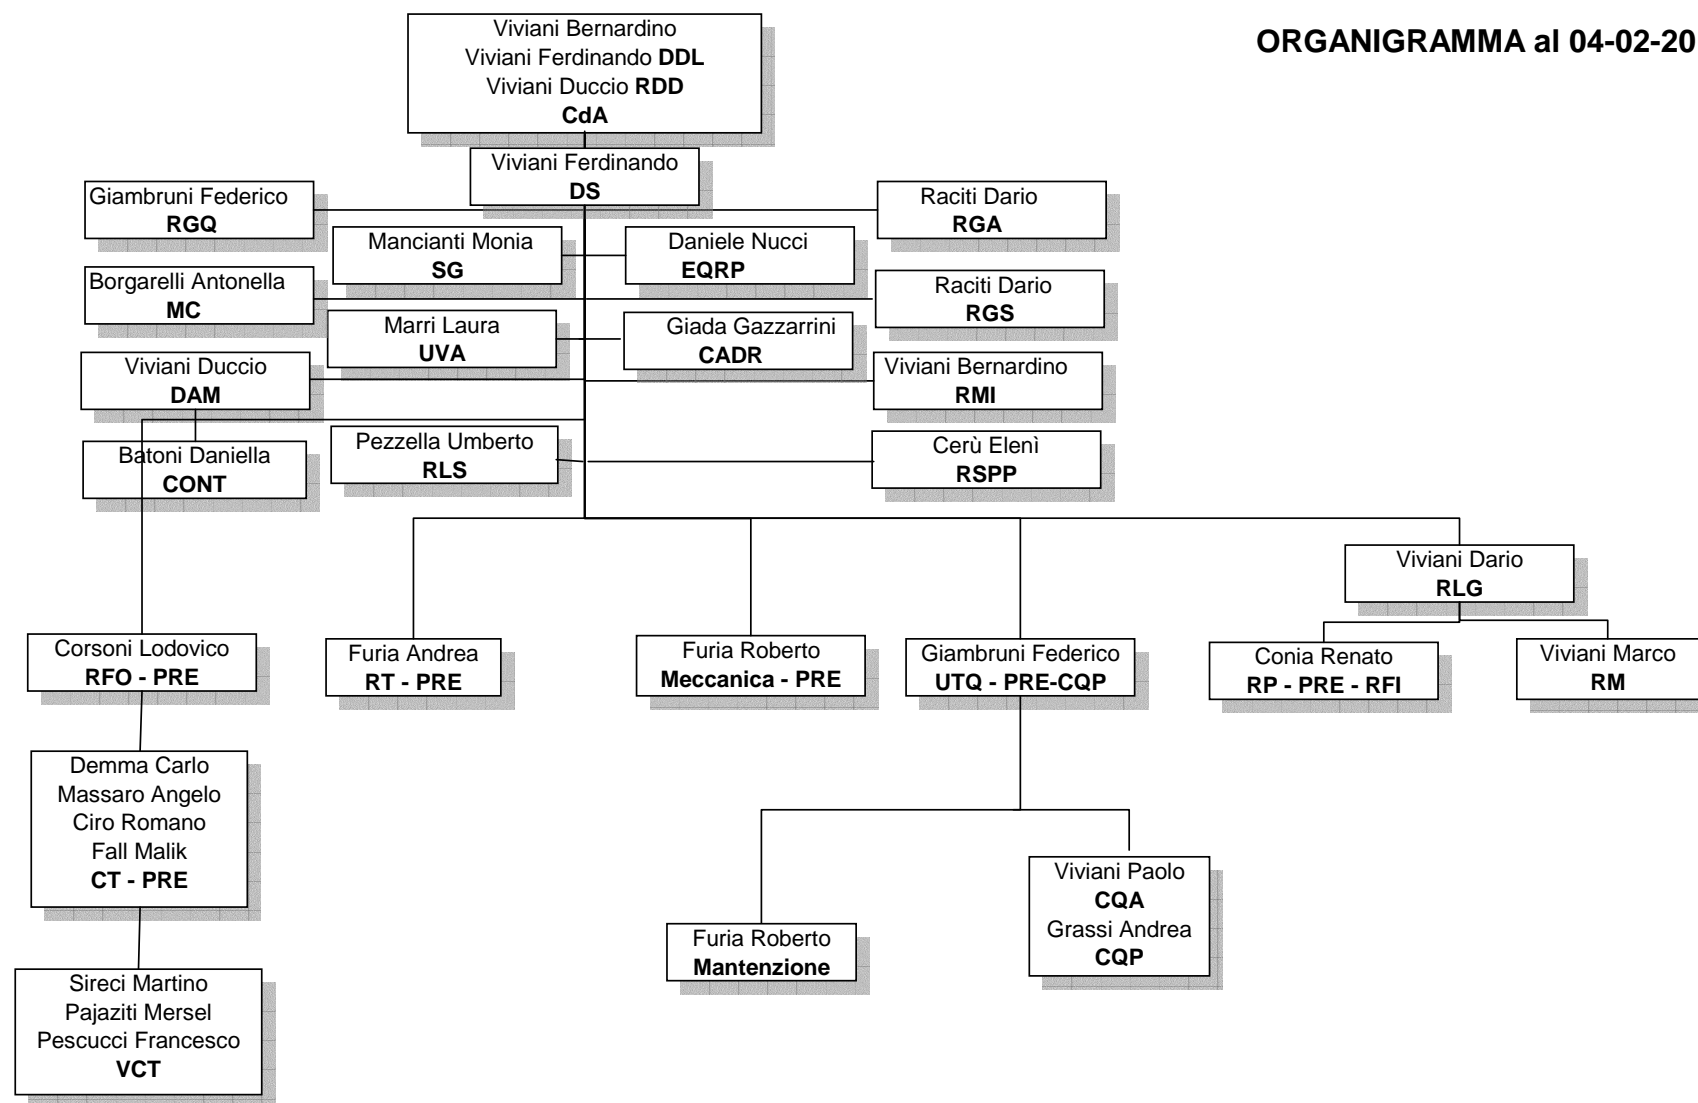 ORGANIGRAMMA al 04-02-20
Viviani Bernardino
Viviani Ferdinando DDL
Viviani Duccio RDD
CdA
Viviani Ferdinando
DS
Giambruni Federico
RGQ
Raciti Dario
RGA
Mancianti Monia
SG
Daniele Nucci
EQRP
Borgarelli Antonella
MC
Raciti Dario
RGS
Marri Laura
UVA
Giada Gazzarrini
CADR
Viviani Duccio
DAM
Viviani Bernardino
RMI
Batoni Daniella
CONT
Pezzella Umberto
RLS
Cerù Elenì
RSPP
Viviani Dario
RLG
Corsoni Lodovico
RFO - PRE
Furia Andrea
RT - PRE
Furia Roberto
Meccanica - PRE
Giambruni Federico
UTQ - PRE-CQP
Conia Renato
RP - PRE - RFI
Viviani Marco
RM
Demma Carlo
Massaro Angelo
Ciro Romano
Fall Malik
CT - PRE
Viviani Paolo
CQA
Grassi Andrea
CQP
Furia Roberto
Mantenzione
Sireci Martino
Pajaziti Mersel
Pescucci Francesco
VCT